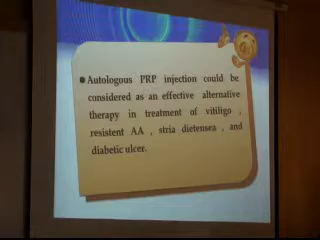 Autologous PRP injection could be
considered as an effective alternative
therapy in treatment of vitiligo ,
resistent AA , stria dietensea , and
diabetic ulcer.